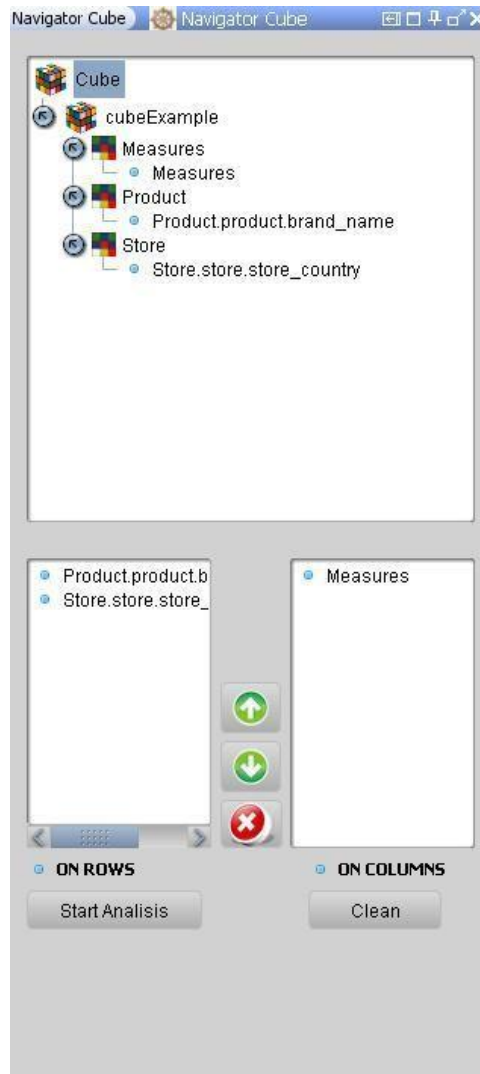 Navigator Cube Navigator Cube
Cube
cubeExample
Measures
Measures
Product
Product.product.brand_name
Store
Store.store.store_country
Product.product.b
Store.store.store_
Measures
ON ROWS
ON COLUMNS
Start Analisis
Clean